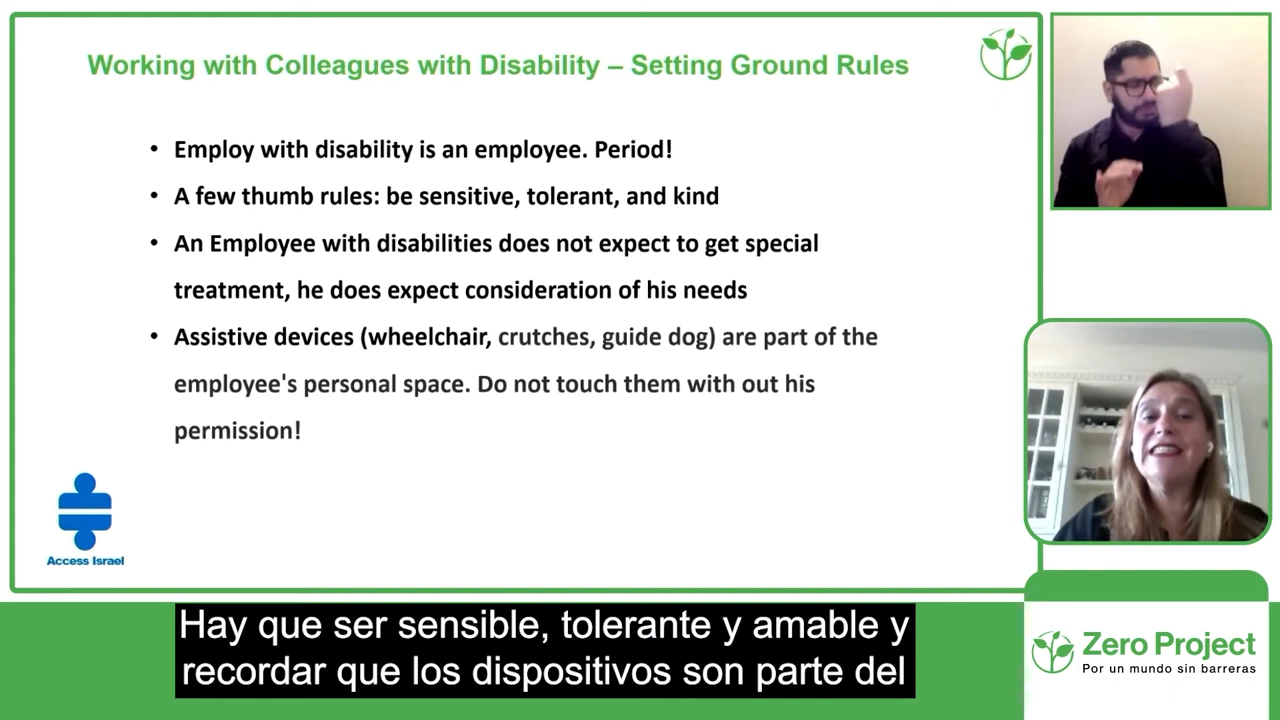 Working with Colleagues with Disability – Setting Ground Rules
• Employ with disability is an employee. Period!
• A few thumb rules: be sensitive, tolerant, and kind
• An Employee with disabilities does not expect to get special
treatment, he does expect consideration of his needs
• Assistive devices (wheelchair, crutches, guide dog) are part of the
employee's personal space. Do not touch them with out his
permission!
Access Israel
Hay que ser sensible, tolerante y amable y
recordar que los dispositivos son parte del
Zero Project
Por un mundo sin barreras